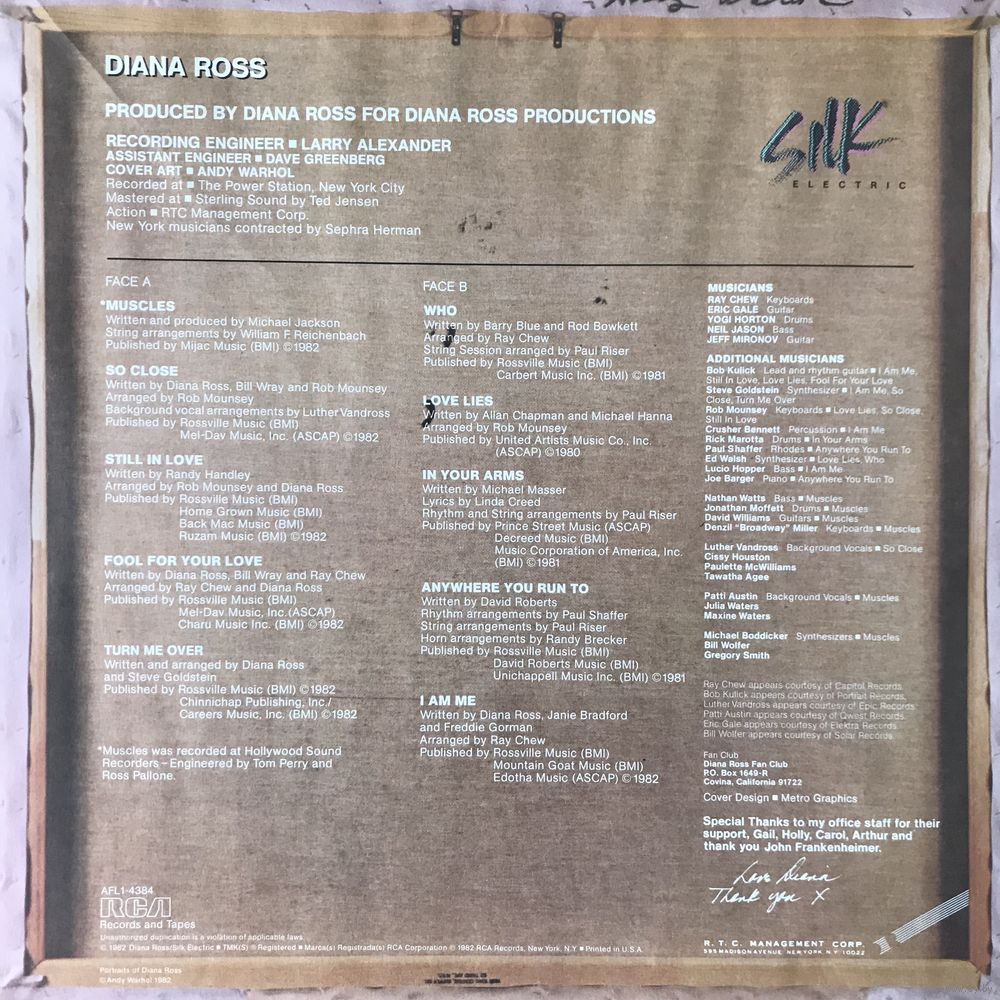 DIANA ROSS
PRODUCED BY DIANA ROSS FOR DIANA ROSS PRODUCTIONS
RECORDING ENGINEER ■ LARRY ALEXANDER
ASSISTANT ENGINEER ■ DAVE GREENBERG
COVER ART ■ ANDY WARHOL
Recorded at ■ The Power Station, New York City
Mastered at ■ Sterling Sound by Ted Jensen
Action ■ RTC Management Corp.
New York musicians contracted by Sephra Herman
SILK
ELECTRIC
FACE A
*MUSCLES
Written and produced by Michael Jackson
String arrangements by William F. Reichenbach
Published by Mijac Music (BMI) ©1982
SO CLOSE
Written by Diana Ross, Bill Wray and Rob Mounsey
Arranged by Rob Mounsey
Background vocal arrangements by Luther Vandross
Published by Rossville Music (BMI)
Mel-Dav Music, Inc. (ASCAP) ©1982
STILL IN LOVE
Written by Randy Handley
Arranged by Rob Mounsey and Diana Ross
Published by Rossville Music (BMI)
Home Grown Music (BMI)
Back Mac Music (BMI)
Ruzam Music (BMI) ©1982
FOOL FOR YOUR LOVE
Written by Diana Ross, Bill Wray and Ray Chew
Arranged by Ray Chew and Diana Ross
Published by Rossville Music (BMI)
Mel-Dav Music, Inc. (ASCAP)
Charu Music Inc. (BMI) ©1982
TURN ME OVER
Written and arranged by Diana Ross
and Steve Goldstein
Published by Rossville Music (BMI) ©1982
Chinnichap Publishing, Inc./
Careers Music, Inc. (BMI) ©1982
*Muscles was recorded at Hollywood Sound
Recorders – Engineered by Tom Perry and
Ross Pallone.
FACE B
WHO
Written by Barry Blue and Rod Bowkett
Arranged by Ray Chew
String Session arranged by Paul Riser
Published by Rossville Music (BMI)
Carbert Music Inc. (BMI) ©1981
LOVE LIES
Written by Allan Chapman and Michael Hanna
Arranged by Rob Mounsey
Published by United Artists Music Co., Inc.
(ASCAP) ©1980
IN YOUR ARMS
Written by Michael Masser
Lyrics by Linda Creed
Rhythm and String arrangements by Paul Riser
Published by Prince Street Music (ASCAP)
Decreed Music (BMI)
Music Corporation of America, Inc.
(BMI) ©1981
ANYWHERE YOU RUN TO
Written by David Roberts
Rhythm arrangements by Paul Shaffer
String arrangements by Paul Riser
Horn arrangements by Randy Brecker
Published by Rossville Music (BMI)
David Roberts Music (BMI)
Unichappell Music Inc. (BMI) ©1981
I AM ME
Written by Diana Ross, Janie Bradford
and Freddie Gorman
Arranged by Ray Chew
Published by Rossville Music (BMI)
Mountain Goat Music (BMI)
Edotha Music (ASCAP) ©1982
MUSICIANS
RAY CHEW Keyboards
ERIC GALE Guitar
YOGI HORTON Drums
NEIL JASON Bass
JEFF MIRONOV Guitar
ADDITIONAL MUSICIANS
Bob Kulick Lead and rhythm guitar ■ I Am Me,
Still In Love, Love Lies, Fool For Your Love
Steve Goldstein Synthesizer ■ I Am Me, So
Close, Turn Me Over
Rob Mounsey Keyboards ■ Love Lies, So Close,
Still In Love
Crusher Bennett Percussion ■ I Am Me
Rick Marotta Drums ■ In Your Arms
Paul Shaffer Rhodes ■ Anywhere You Run To
Ed Walsh Synthesizer ■ Love Lies, Who
Lucio Hopper Bass ■ I Am Me
Joe Barger Piano ■ Anywhere You Run To
Nathan Watts Bass ■ Muscles
Jonathan Moffett Drums ■ Muscles
David Williams Guitars ■ Muscles
Denzil "Broadway" Miller Keyboards ■ Muscles
Luther Vandross Background Vocals ■ So Close
Cissy Houston
Paulette McWilliams
Tawatha Agee
Patti Austin Background Vocals ■ Muscles
Julia Waters
Maxine Waters
Michael Boddicker Synthesizers ■ Muscles
Bill Wolfer
Gregory Smith
Ray Chew appears courtesy of Capitol Records.
Bob Kulick appears courtesy of Portrait Records.
Luther Vandross appears courtesy of Epic Records.
Patti Austin appears courtesy of Qwest Records.
Eric Gale appears courtesy of Elektra Records.
Bill Wolfer appears courtesy of Solar Records.
Fan Club
Diana Ross Fan Club
P.O. Box 1649-R
Covina, California 91722
Cover Design ■ Metro Graphics
Special Thanks to my office staff for their
support, Gail, Holly, Carol, Arthur and
thank you John Frankenheimer.
Love Diana
Thank you X
R.T.C. MANAGEMENT CORP.
595 MADISON AVENUE NEW YORK N.Y. 10022
AFL1-4384
RCA
Records and Tapes
Unauthorized duplication is a violation of applicable laws.
© 1982 Diana Ross/Silk Electric ■ TMK(S) ® Registered ■ Marca(s) Registrada(s) RCA Corporation ℗ 1982 RCA Records, New York, N.Y. ■ Printed in U.S.A.
Portraits of Diana Ross
© Andy Warhol 1982